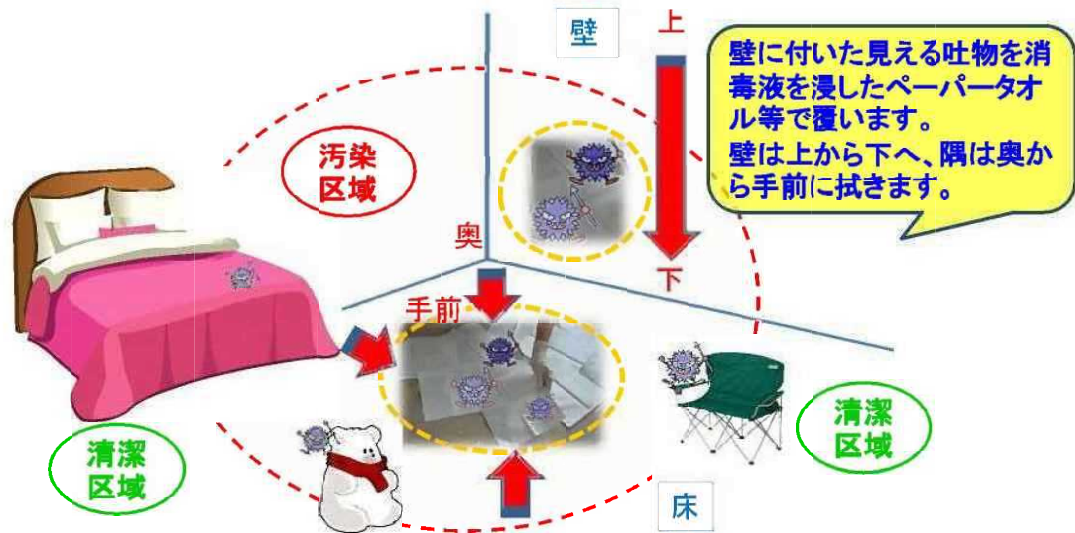 壁
上
壁に付いた見える吐物を消
毒液を浸したペーパータオ
ル等で覆います。
壁は上から下へ、隅は奥か
ら手前に拭きます。
汚染
区域
奥
下
手前
清潔
区域
清潔
区域
床